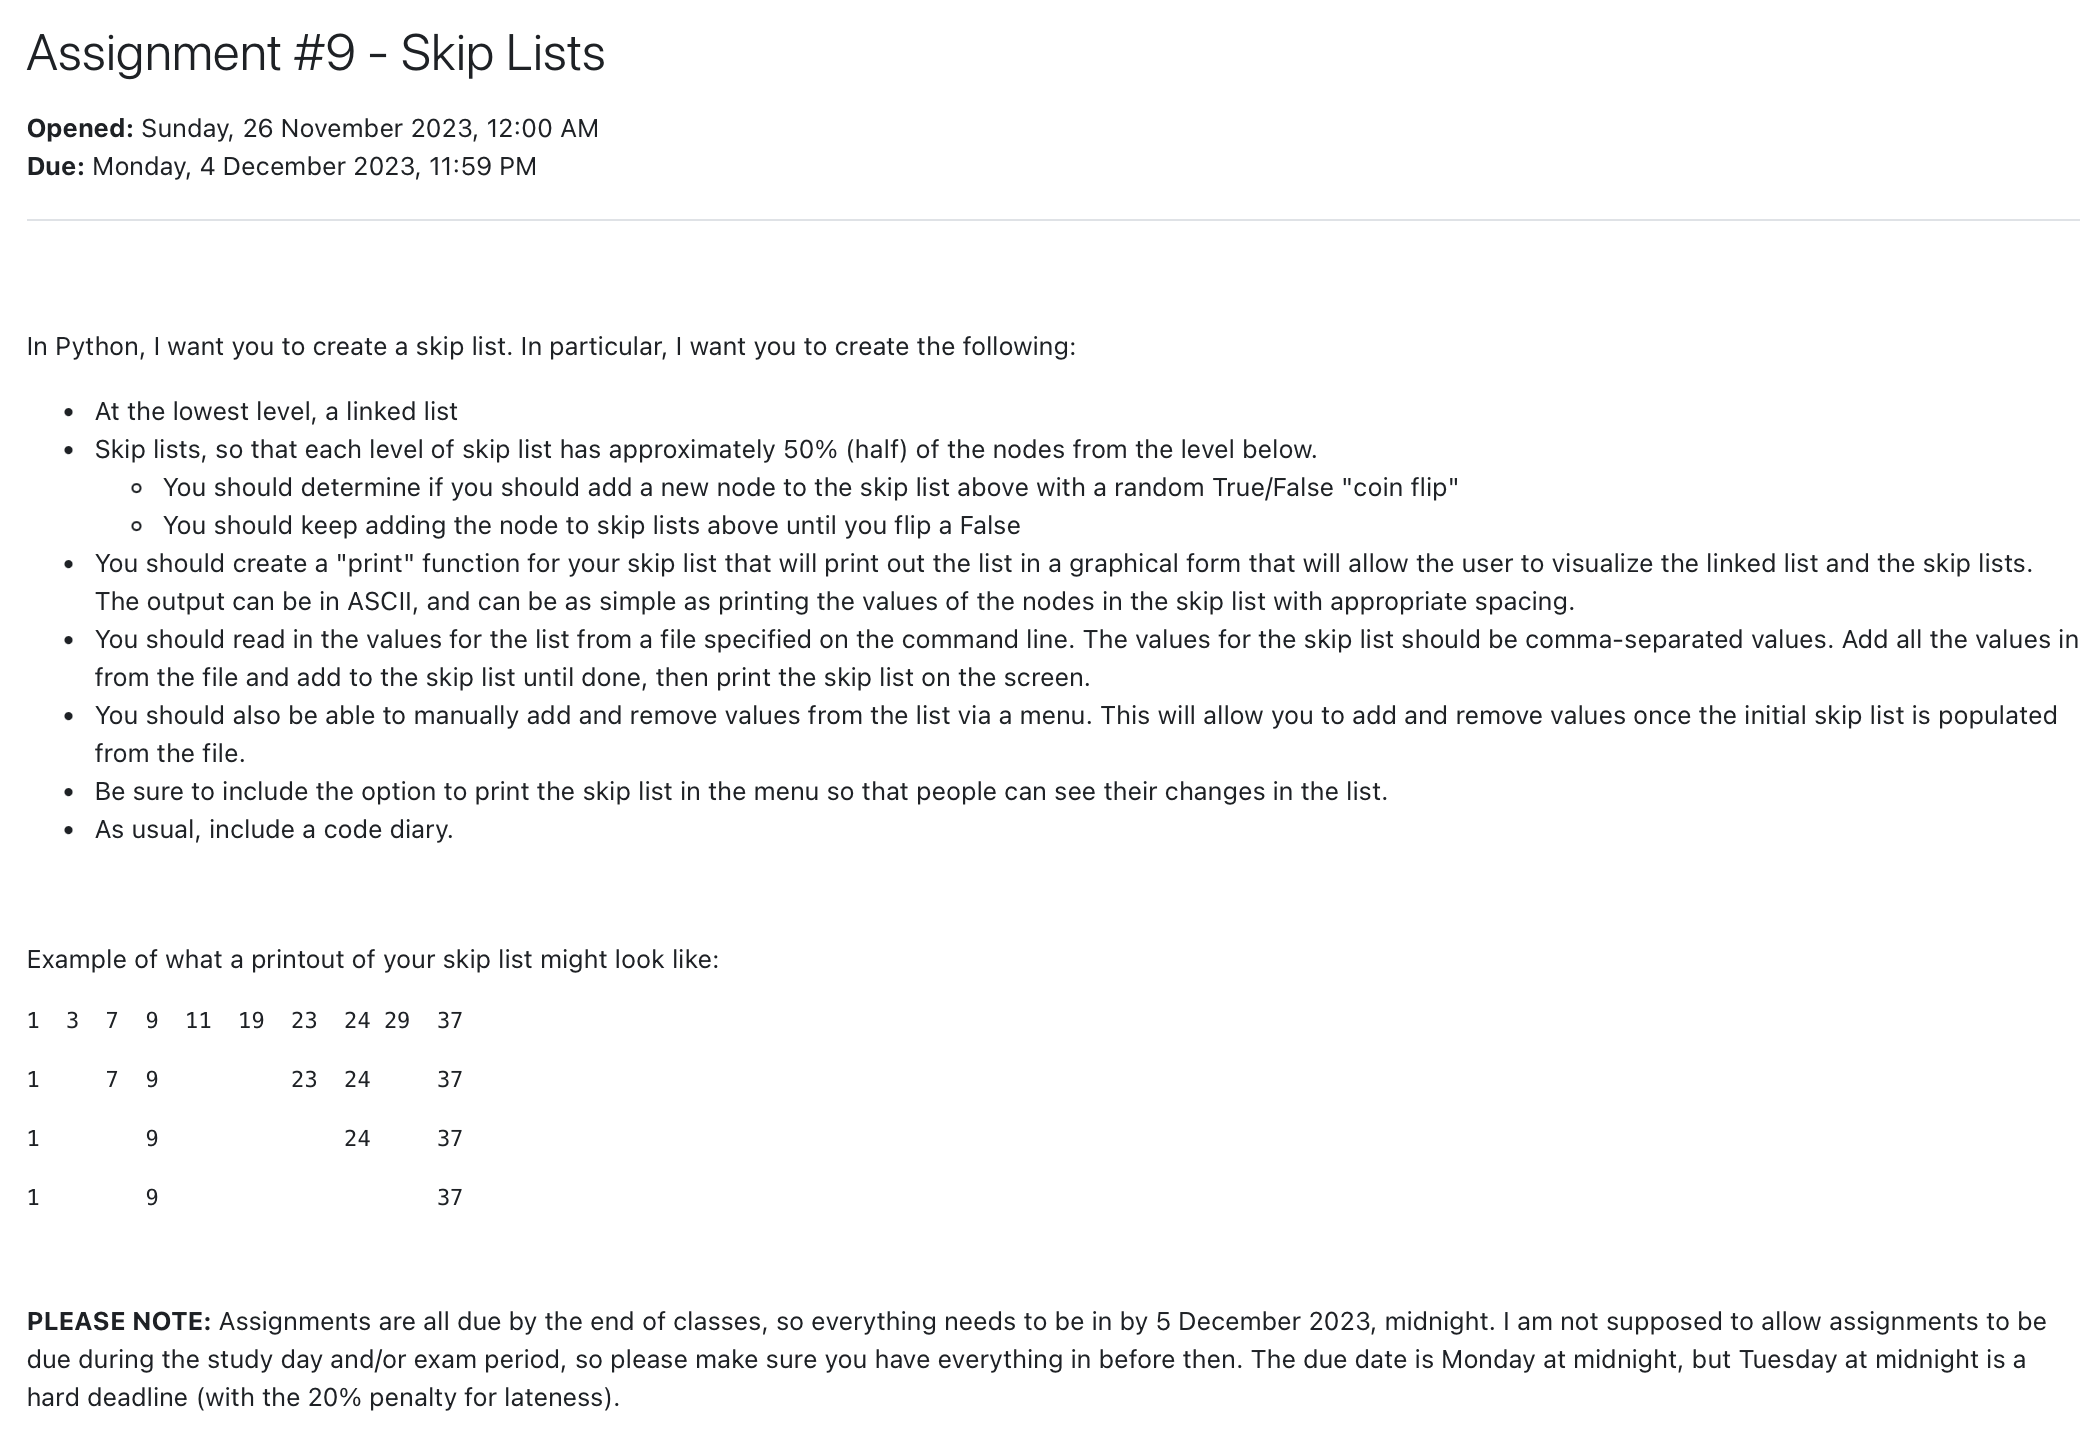 Assignment #9 - Skip Lists
Opened: Sunday, 26 November 2023, 12:00 AM
Due: Monday, 4 December 2023, 11:59 PM
In Python, I want you to create a skip list. In particular, I want you to create the following:
• At the lowest level, a linked list
• Skip lists, so that each level of skip list has approximately 50% (half) of the nodes from the level below.
◦ You should determine if you should add a new node to the skip list above with a random True/False "coin flip"
◦ You should keep adding the node to skip lists above until you flip a False
• You should create a "print" function for your skip list that will print out the list in a graphical form that will allow the user to visualize the linked list and the skip lists.
The output can be in ASCII, and can be as simple as printing the values of the nodes in the skip list with appropriate spacing.
• You should read in the values for the list from a file specified on the command line. The values for the skip list should be comma-separated values. Add all the values in
from the file and add to the skip list until done, then print the skip list on the screen.
• You should also be able to manually add and remove values from the list via a menu. This will allow you to add and remove values once the initial skip list is populated
from the file.
• Be sure to include the option to print the skip list in the menu so that people can see their changes in the list.
• As usual, include a code diary.
Example of what a printout of your skip list might look like:
1  3  7  9  11  19  23  24 29  37
1     7  9          23  24     37
1        9              24     37
1        9                     37
PLEASE NOTE: Assignments are all due by the end of classes, so everything needs to be in by 5 December 2023, midnight. I am not supposed to allow assignments to be
due during the study day and/or exam period, so please make sure you have everything in before then. The due date is Monday at midnight, but Tuesday at midnight is a
hard deadline (with the 20% penalty for lateness).